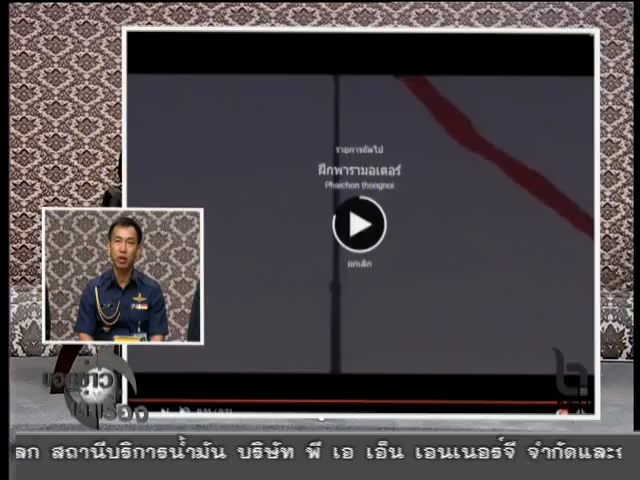 รายการถัดไป
ฝึกพารามอเตอร์
Phaichon thongnoi
ยกเลิก
ลก สถานีบริการน้ำมัน บริษัท พี เอ เอ็น เอนเนอร์จี จำกัดและร